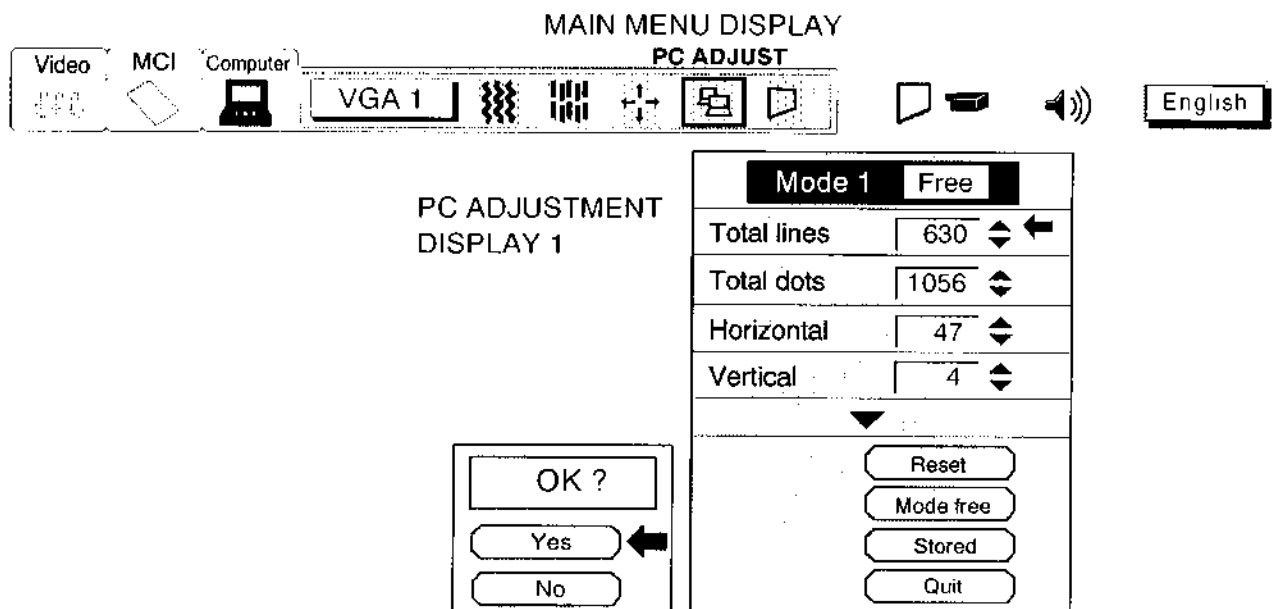 MAIN MENU DISPLAY
PC ADJUST
Video MCI Computer VGA 1 English
PC ADJUSTMENT
DISPLAY 1
Mode 1 Free
Total lines 630
Total dots 1056
Horizontal 47
Vertical 4
Reset
Mode free
Stored
Quit
OK ?
Yes
No